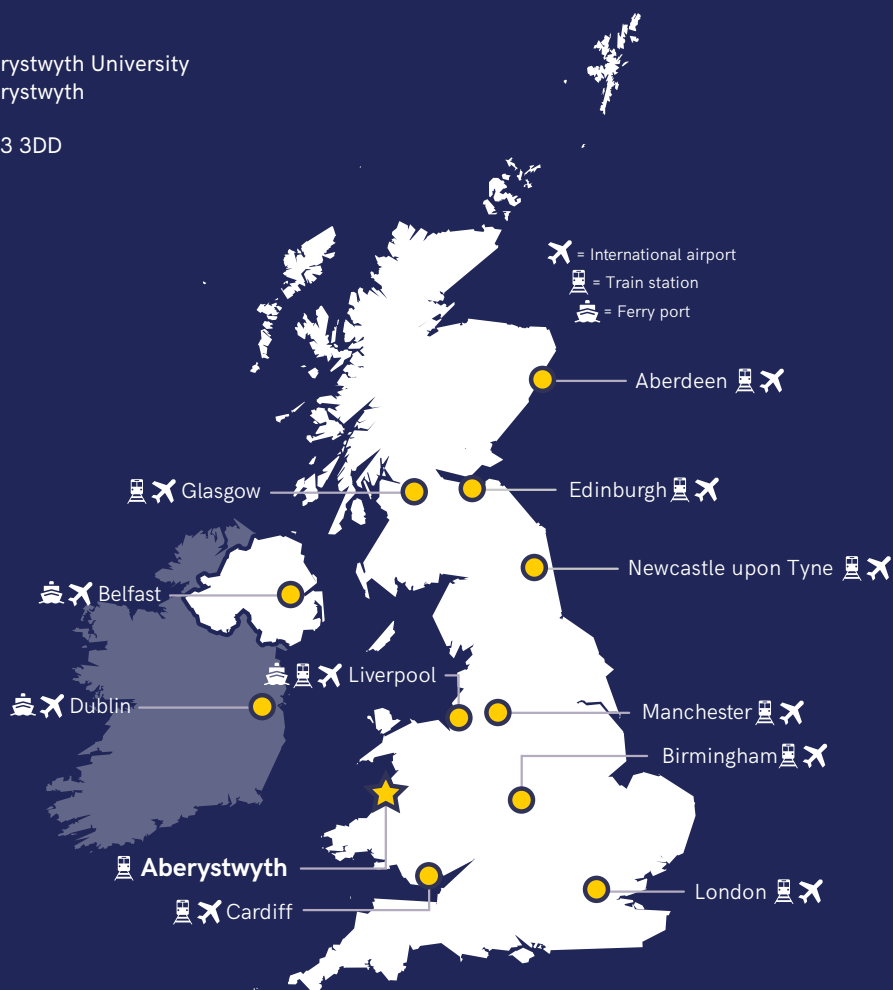 rystwyth University
rystwyth
3 3DD
= International airport
= Train station
= Ferry port
Aberdeen
Glasgow
Edinburgh
Newcastle upon Tyne
Belfast
Liverpool
Dublin
Manchester
Birmingham
Aberystwyth
London
Cardiff